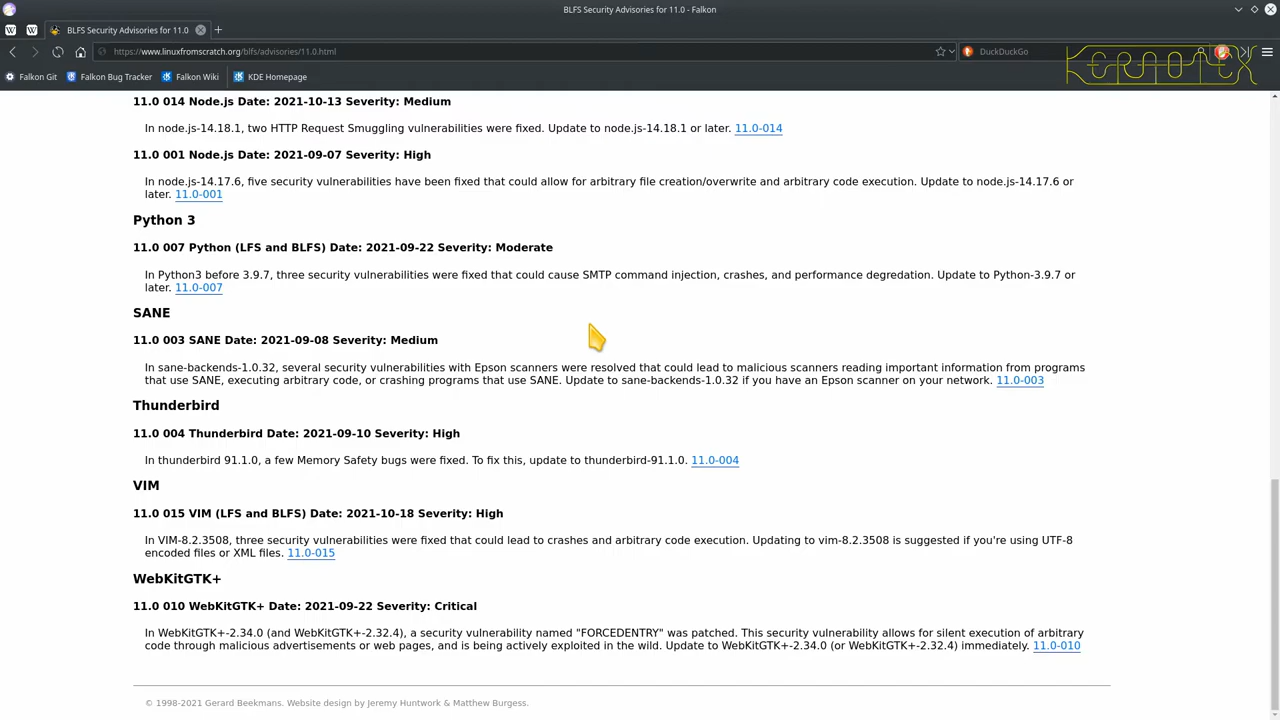 BLFS Security Advisories for 11.0 - Falkon
BLFS Security Advisories for 11.0
https://www.linuxfromscratch.org/blfs/advisories/11.0.html
DuckDuckGo
Falkon Git
Falkon Bug Tracker
Falkon Wiki
KDE Homepage
11.0 014 Node.js Date: 2021-10-13 Severity: Medium
In node.js-14.18.1, two HTTP Request Smuggling vulnerabilities were fixed. Update to node.js-14.18.1 or later. 11.0-014
11.0 001 Node.js Date: 2021-09-07 Severity: High
In node.js-14.17.6, five security vulnerabilities have been fixed that could allow for arbitrary file creation/overwrite and arbitrary code execution. Update to node.js-14.17.6 or
later. 11.0-001
Python 3
11.0 007 Python (LFS and BLFS) Date: 2021-09-22 Severity: Moderate
In Python3 before 3.9.7, three security vulnerabilities were fixed that could cause SMTP command injection, crashes, and performance degredation. Update to Python-3.9.7 or
later. 11.0-007
SANE
11.0 003 SANE Date: 2021-09-08 Severity: Medium
In sane-backends-1.0.32, several security vulnerabilities with Epson scanners were resolved that could lead to malicious scanners reading important information from programs
that use SANE, executing arbitrary code, or crashing programs that use SANE. Update to sane-backends-1.0.32 if you have an Epson scanner on your network. 11.0-003
Thunderbird
11.0 004 Thunderbird Date: 2021-09-10 Severity: High
In thunderbird 91.1.0, a few Memory Safety bugs were fixed. To fix this, update to thunderbird-91.1.0. 11.0-004
VIM
11.0 015 VIM (LFS and BLFS) Date: 2021-10-18 Severity: High
In VIM-8.2.3508, three security vulnerabilities were fixed that could lead to crashes and arbitrary code execution. Updating to vim-8.2.3508 is suggested if you're using UTF-8
encoded files or XML files. 11.0-015
WebKitGTK+
11.0 010 WebKitGTK+ Date: 2021-09-22 Severity: Critical
In WebKitGTK+-2.34.0 (and WebKitGTK+-2.32.4), a security vulnerability named "FORCEDENTRY" was patched. This security vulnerability allows for silent execution of arbitrary
code through malicious advertisements or web pages, and is being actively exploited in the wild. Update to WebKitGTK+-2.34.0 (or WebKitGTK+-2.32.4) immediately. 11.0-010
© 1998-2021 Gerard Beekmans. Website design by Jeremy Huntwork & Matthew Burgess.